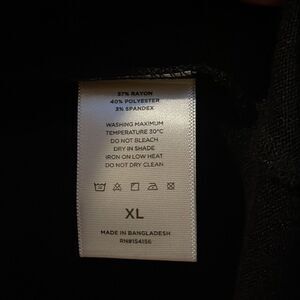 57% RAYON
40% POLYESTER
3% SPANDEX
WASHING MAXIMUM
TEMPERATURE 30°C
DO NOT BLEACH
DRY IN SHADE
IRON ON LOW HEAT
DO NOT DRY CLEAN
XL
MADE IN BANGLADESH
RN#154156